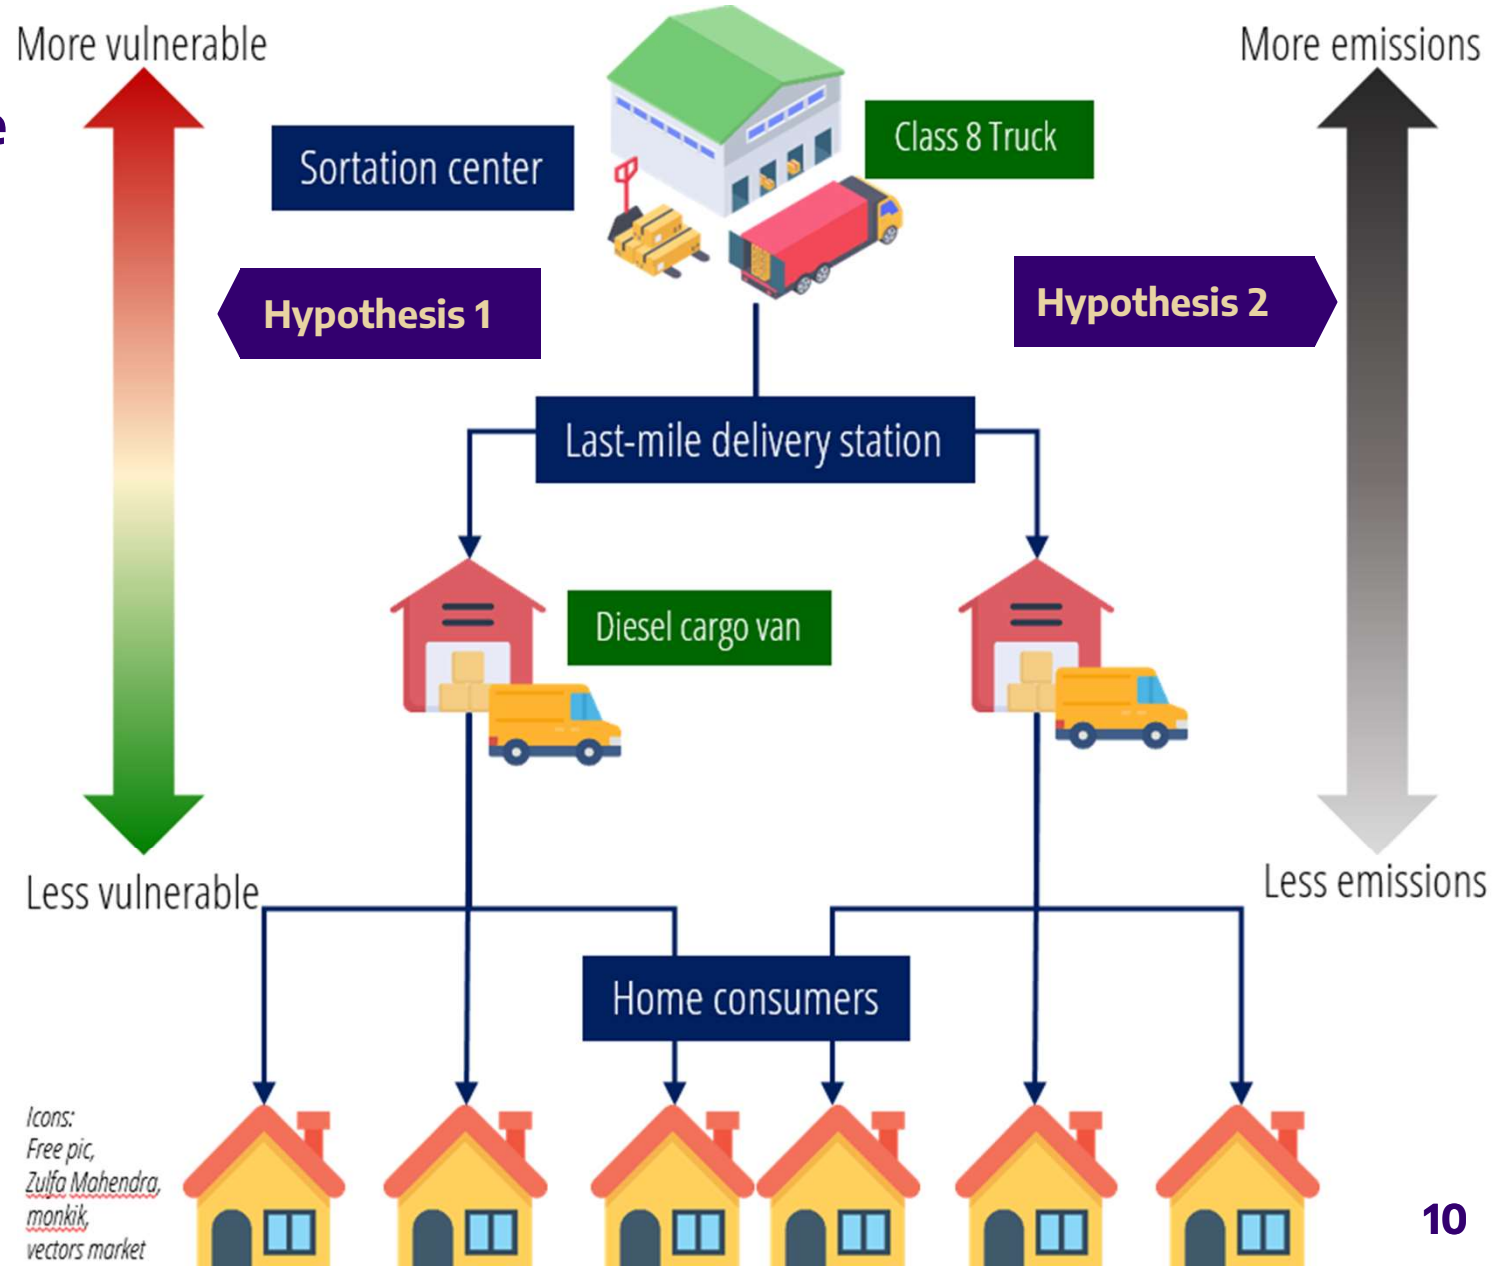 More vulnerable
More emissions
e
Class 8 Truck
Sortation center
Hypothesis 1
Hypothesis 2
Last-mile delivery station
Diesel cargo van
Less vulnerable
Less emissions
Home consumers
Icons:
Free pic,
Zulfa Mahendra,
monkik,
vectors market
10